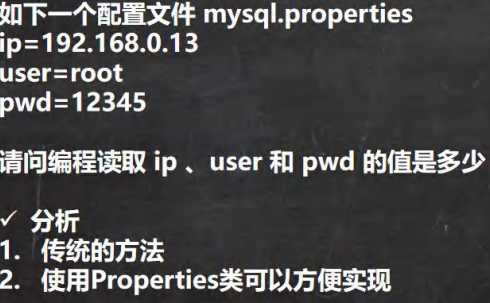 如下一个配置文件 mysql.properties
ip=192.168.0.13
user=root
pwd=12345
请问编程读取 ip 、user 和 pwd 的值是多少
✓ 分析
1. 传统的方法
2. 使用Properties类可以方便实现